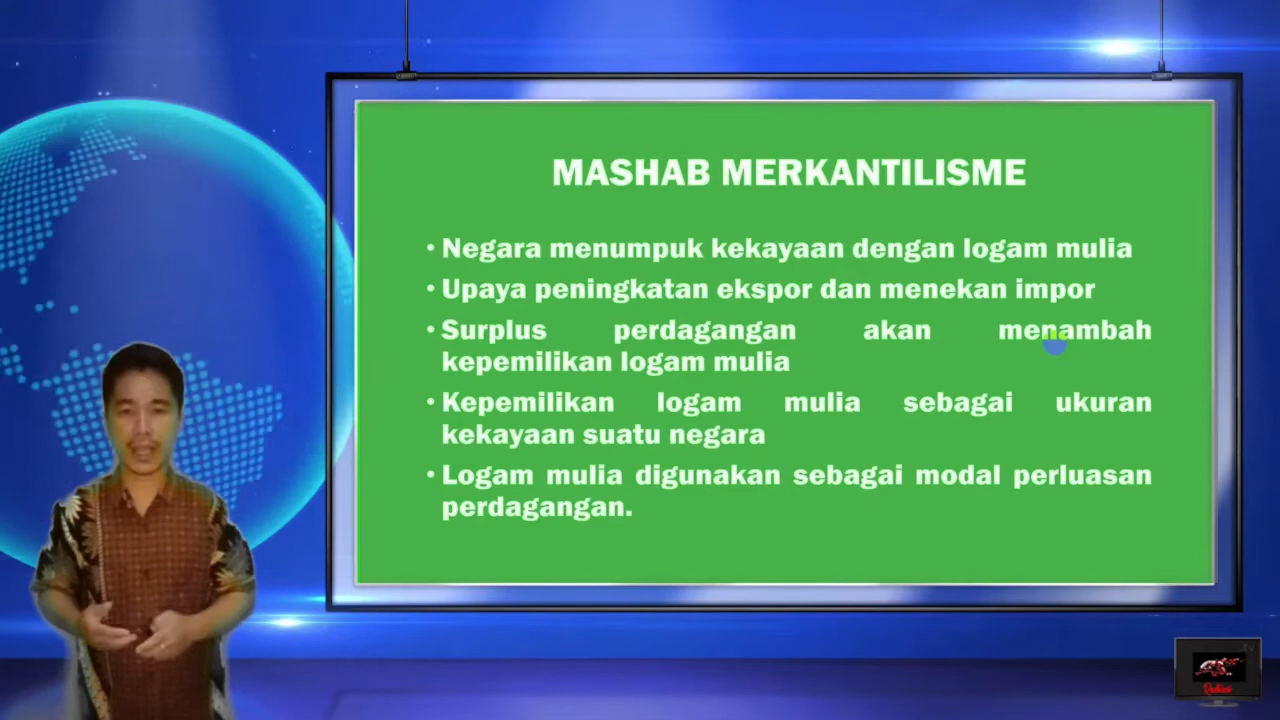 MASHAB MERKANTILISME
• Negara menumpuk kekayaan dengan logam mulia
• Upaya peningkatan ekspor dan menekan impor
• Surplus perdagangan akan menambah
kepemilikan logam mulia
• Kepemilikan logam mulia sebagai ukuran
kekayaan suatu negara
• Logam mulia digunakan sebagai modal perluasan
perdagangan.